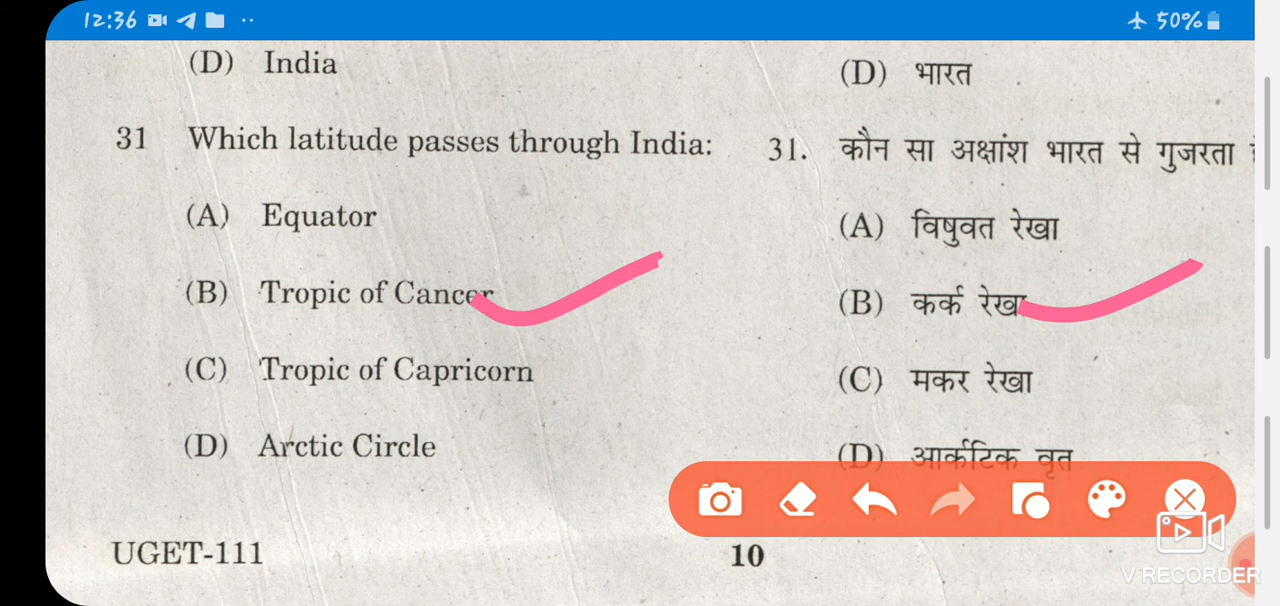 12:36
50%
(D) India
31 Which latitude passes through India:
(A) Equator
(B) Tropic of Cancer
(C) Tropic of Capricorn
(D) Arctic Circle
(D) भारत
31. कौन सा अक्षांश भारत से गुजरता
(A) विषुवत रेखा
(B) कर्क रेखा
(C) मकर रेखा
(D) आर्कटिक वृत
UGET-111
10
V RECORDER